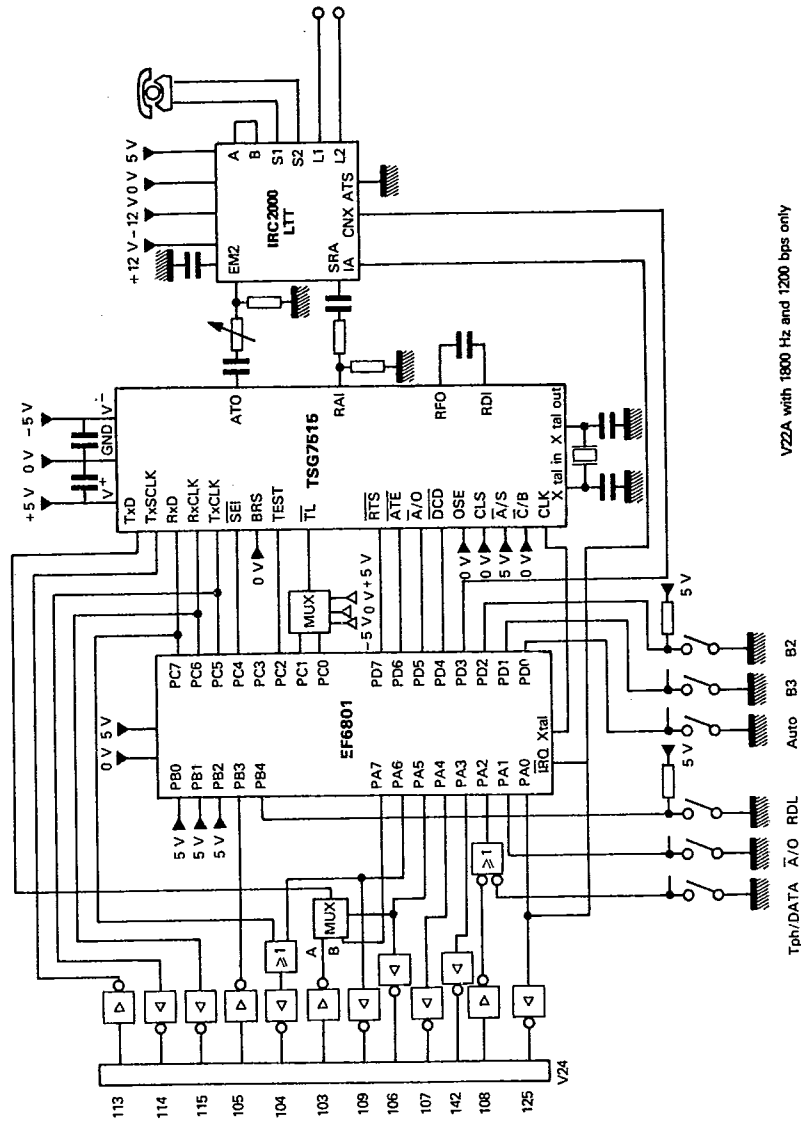 +12 V
-12 V
0 V
5 V
EM2
A
B
S1
S2
L1
L2
IRC2000
LTT
SRA
IA
CNX
ATS
+5 V
0 V
-5 V
V+
GND
V-
TxD
TxSCLK
RxD
RxCLK
TxCLK
SEI
BRS
TEST
TL
RTS
ATE
A/O
DCD
OSE
CLS
A/S
C/B
CLK
0 V
0 V
0 V
5 V
0 V
TSG7515
ATO
RAI
RFO
RDI
X tal in
X tal out
MUX
-5 V
0 V
+5 V
0 V
5 V
PB0
PB1
PB2
PB3
PB4
5 V
5 V
5 V
PC7
PC6
PC5
PC4
PC3
PC2
PC1
PC0
PD7
PD6
PD5
PD4
PD3
PD2
PD1
PD0
EF6801
PA7
PA6
PA5
PA4
PA3
PA2
PA1
PA0
IRQ
Xtal
≥1
MUX
A
B
≥1
113
114
115
105
104
103
109
106
107
142
108
125
V24
5 V
5 V
Tph/DATA
A/O
RDL
Auto
B3
B2
V22A with 1800 Hz and 1200 bps only